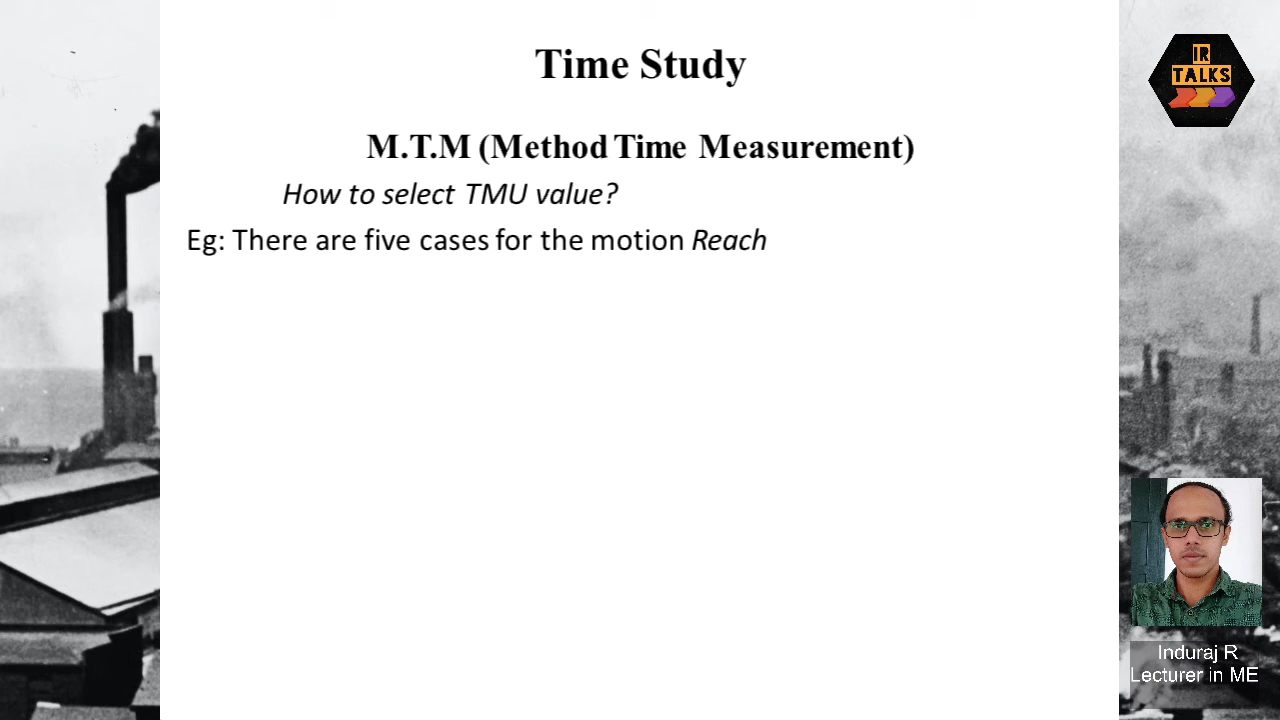 Time Study
M.T.M (Method Time Measurement)
How to select TMU value?
Eg: There are five cases for the motion Reach
IR
TALKS
Induraj R
Lecturer in ME